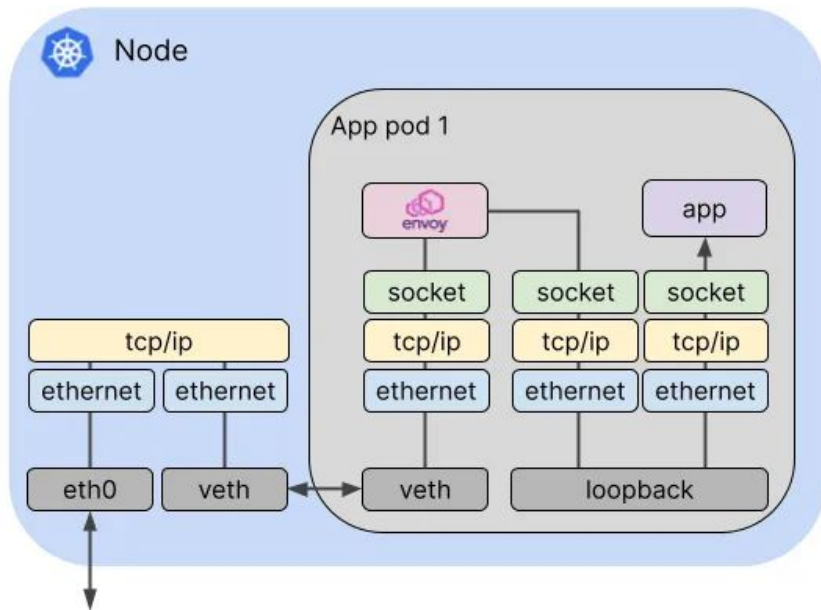 Node
App pod 1
envoy
app
socket
socket
socket
tcp/ip
tcp/ip
tcp/ip
tcp/ip
ethernet
ethernet
ethernet
ethernet
ethernet
eth0
veth
veth
loopback